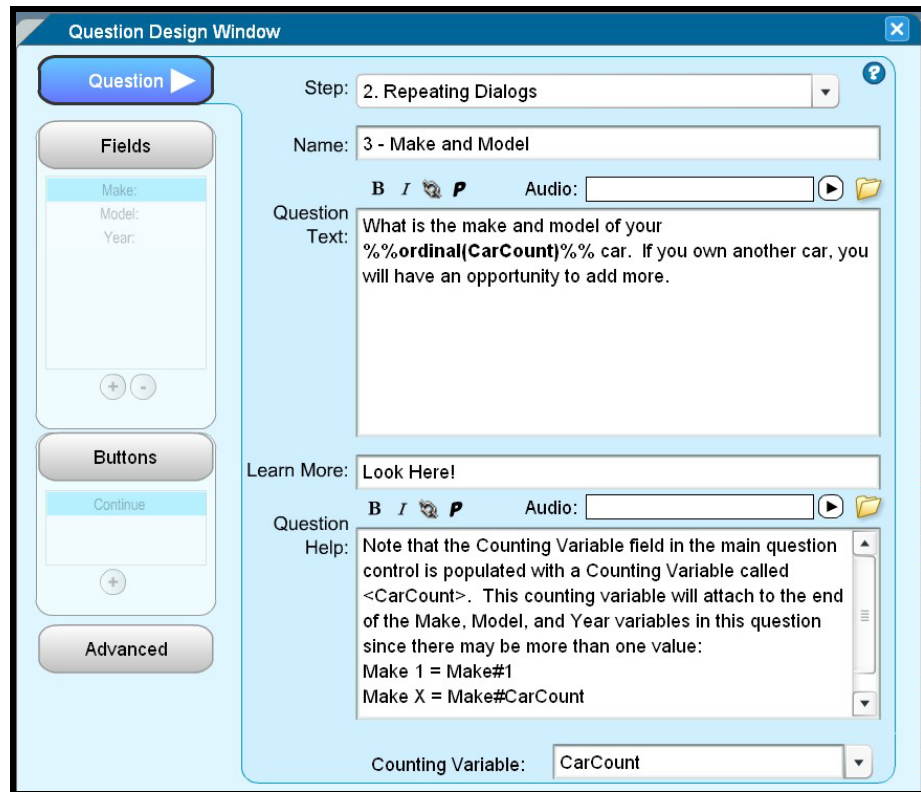 Question Design Window
Question
Step: 2. Repeating Dialogs
Fields
Make:
Model:
Year:
+ -
Buttons
Continue
+
Advanced
Name: 3 - Make and Model
B I P Audio:
Question
Text:
What is the make and model of your
%%ordinal(CarCount)%% car. If you own another car, you
will have an opportunity to add more.
Learn More: Look Here!
B I P Audio:
Question
Help:
Note that the Counting Variable field in the main question
control is populated with a Counting Variable called
<CarCount>. This counting variable will attach to the end
of the Make, Model, and Year variables in this question
since there may be more than one value:
Make 1 = Make#1
Make X = Make#CarCount
Counting Variable: CarCount